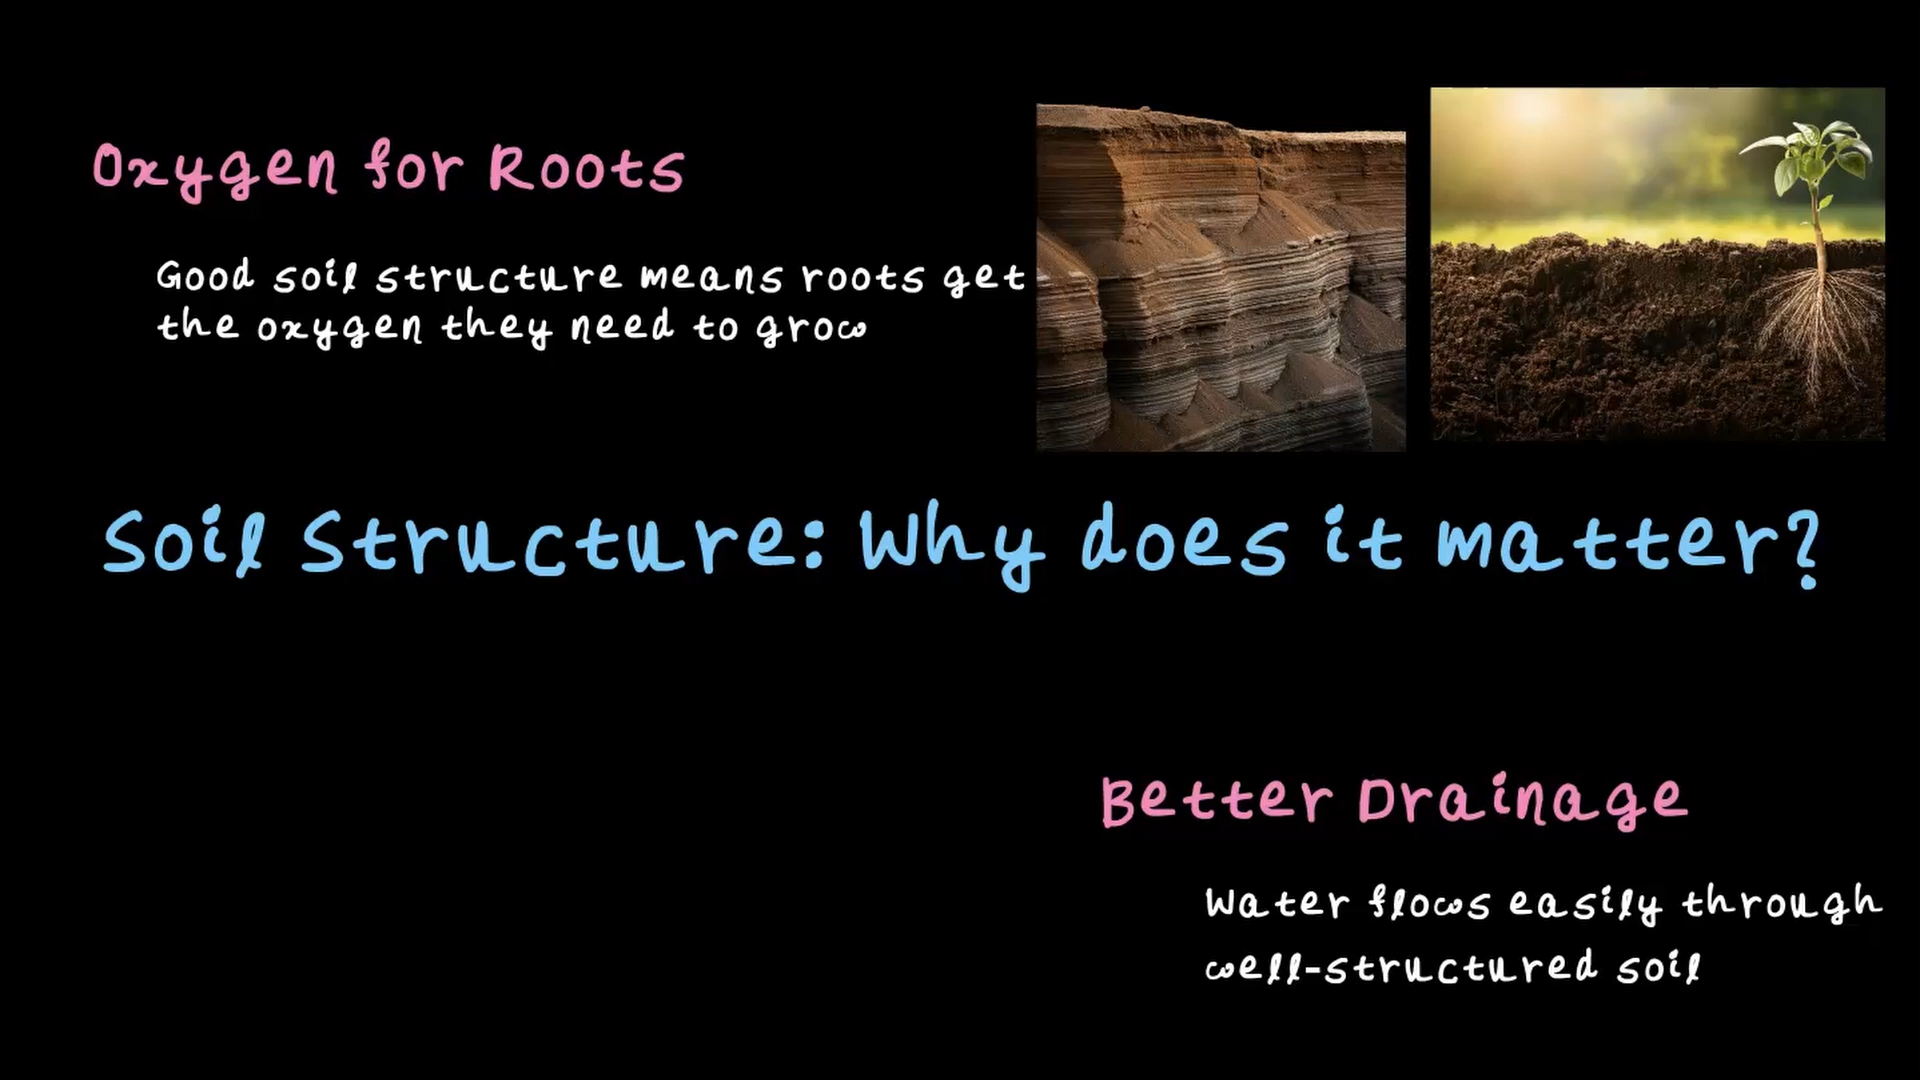 Oxygen for Roots
Good soil structure means roots get
the oxygen they need to grow
Soil Structure: Why does it matter?
Better Drainage
Water flows easily through
well-structured soil